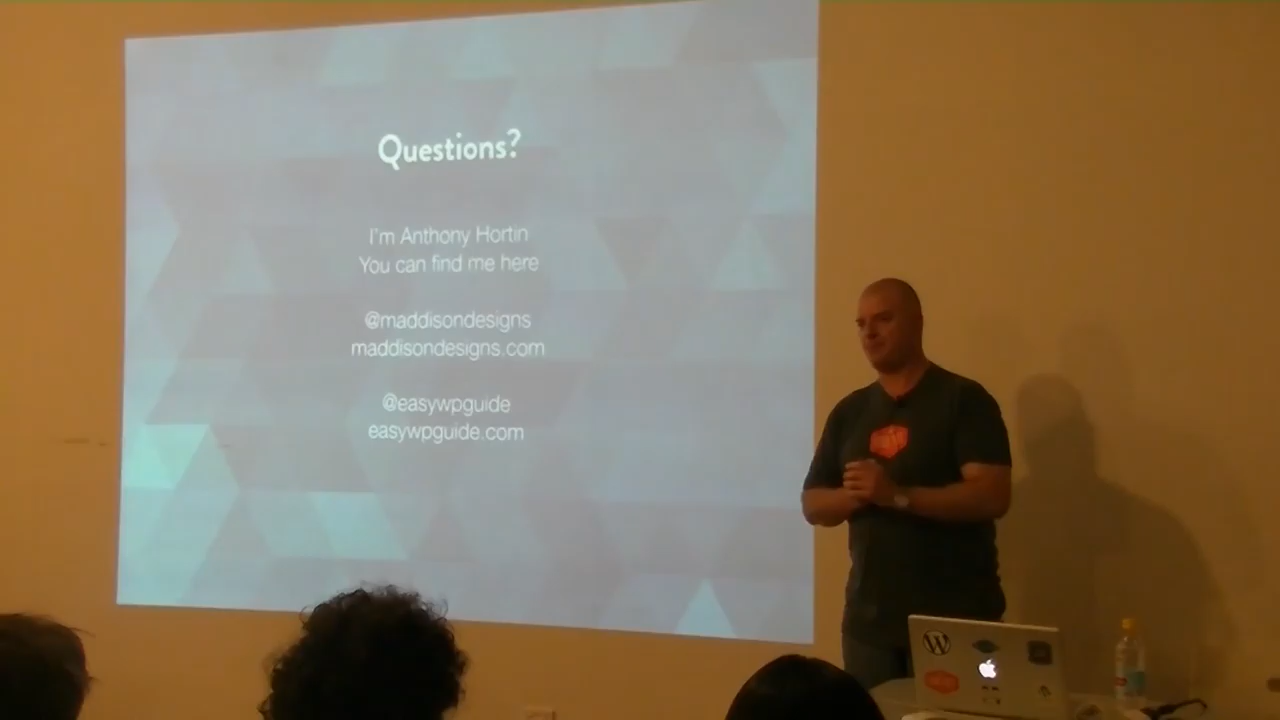 Questions?
I'm Anthony Hortin
You can find me here
@maddisondesigns
maddisondesigns.com
@easywpguide
easywpguide.com